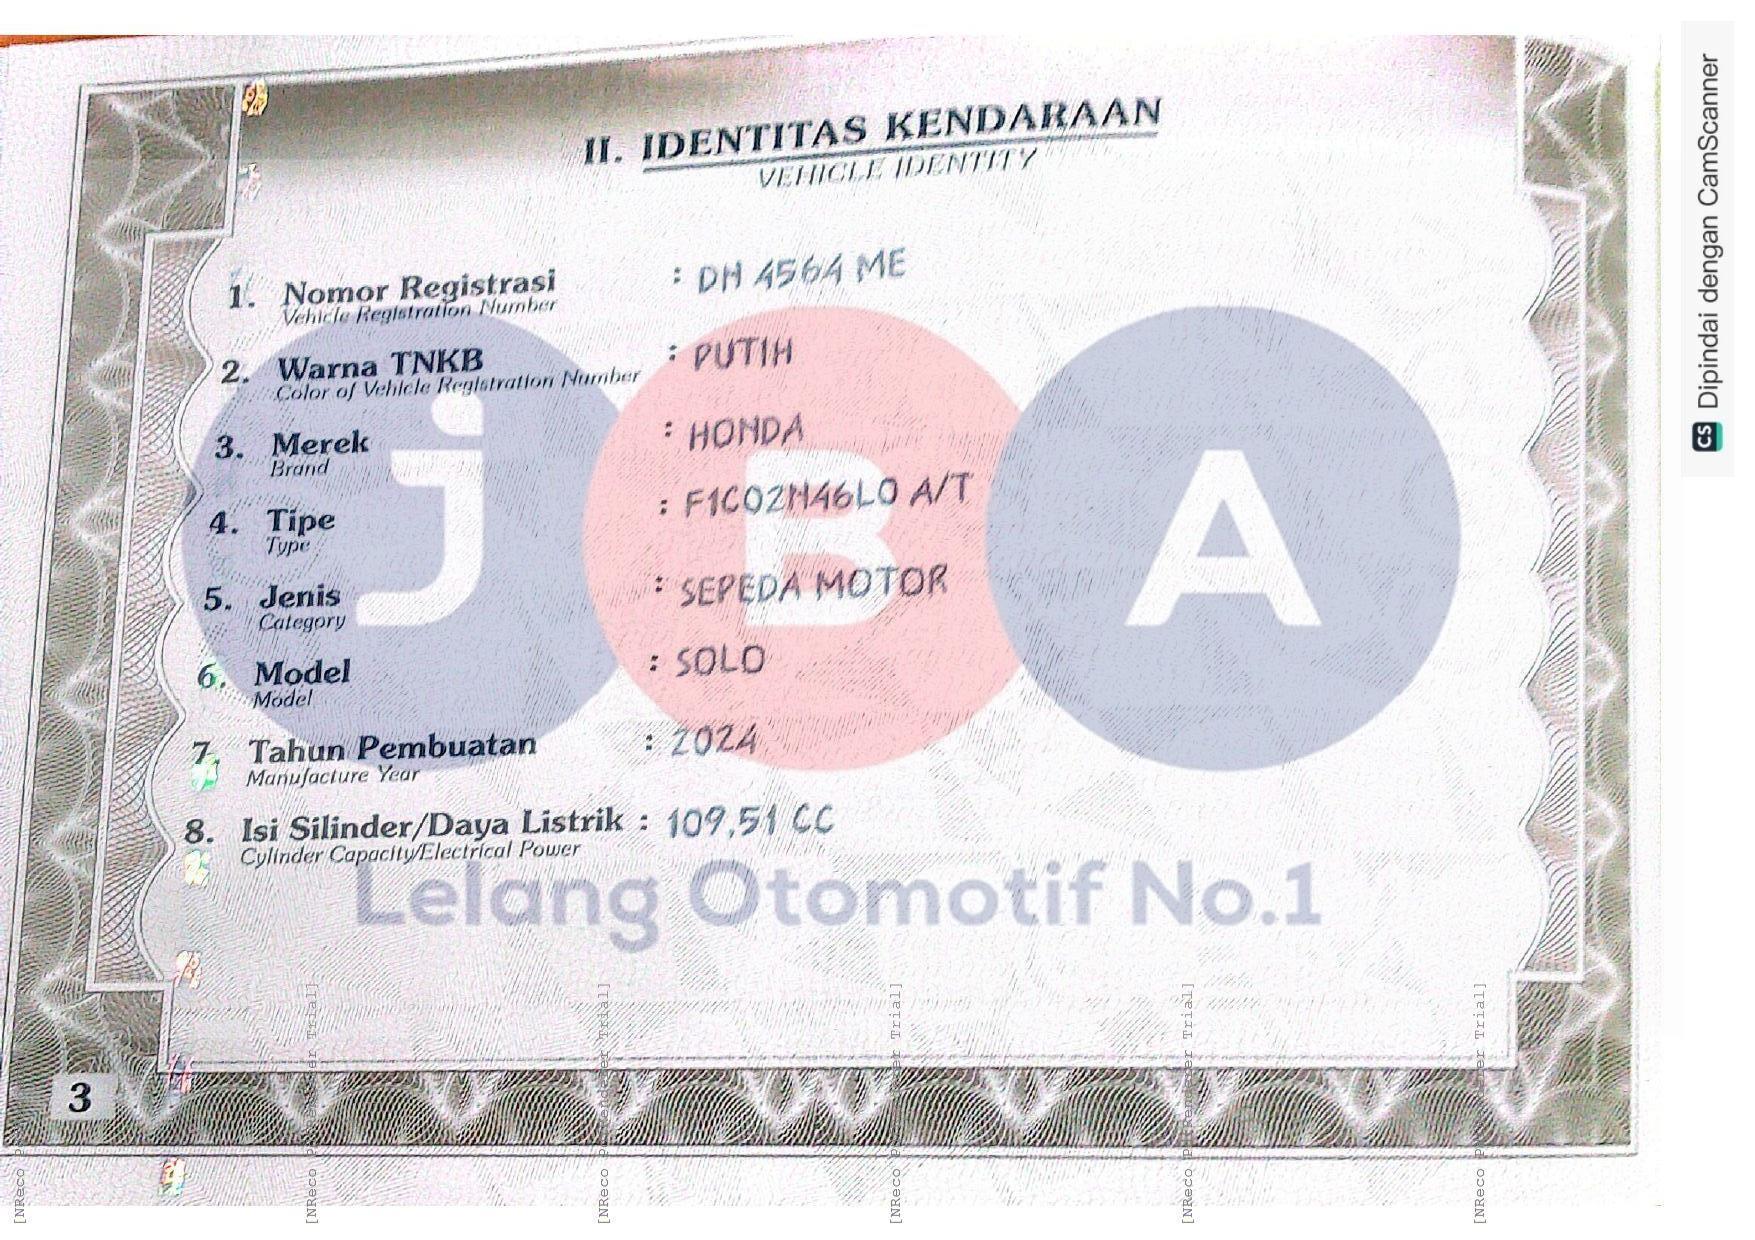 II. IDENTITAS KENDARAAN
VEHICLE IDENTITY
1. Nomor Registrasi : DH 4564 ME
Vehicle Registration Number
2. Warna TNKB : PUTIH
Color of Vehicle Registration Number
3. Merek : HONDA
Brand
4. Tipe : F1C02N46L0 A/T
Type
5. Jenis : SEPEDA MOTOR
Category
6. Model : SOLO
Model
7. Tahun Pembuatan : 2024
Manufacture Year
8. Isi Silinder/Daya Listrik : 109,51 CC
Cylinder Capacity/Electrical Power
jBA
Lelang Otomotif No.1
3
CS Dipindai dengan CamScanner